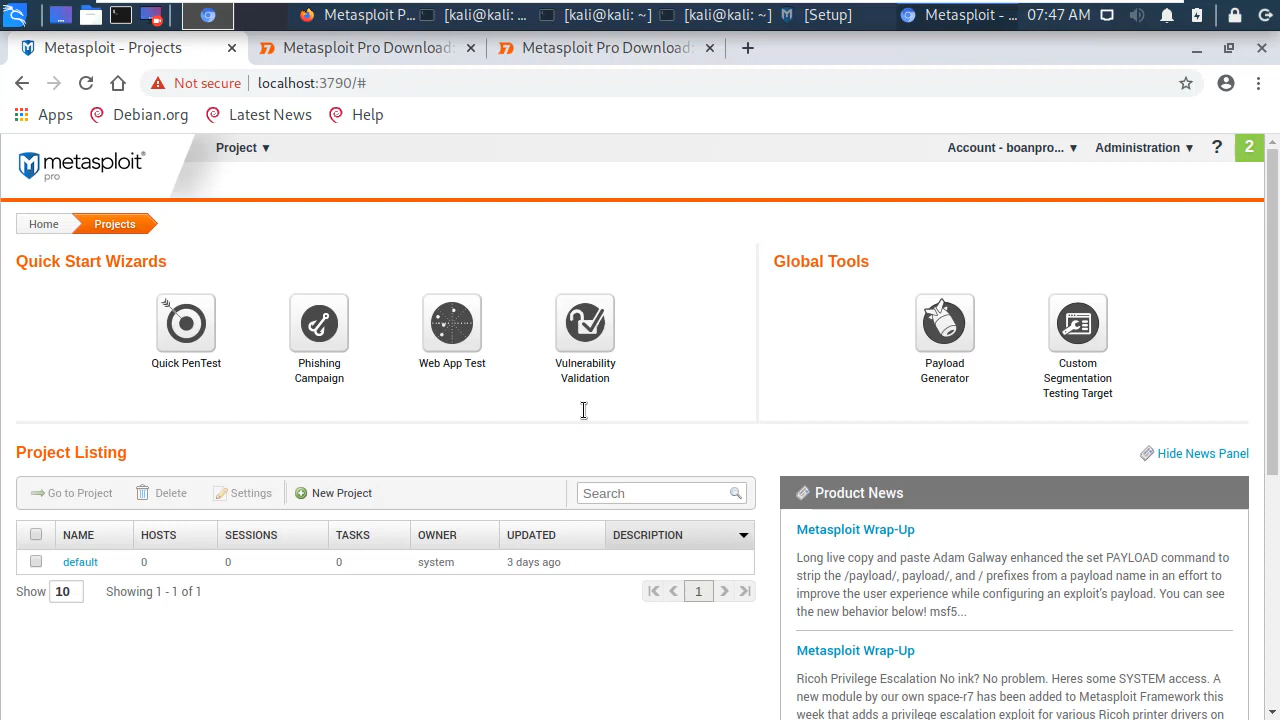 Metasploit P... [kali@kali: ... [kali@kali: ~] [kali@kali: ~] [Setup] Metasploit - ... 07:47 AM
Metasploit - Projects Metasploit Pro Download: Metasploit Pro Download:
Not secure localhost:3790/#
Apps Debian.org Latest News Help
metasploit
pro
Project ▼ Account - boanpro... ▼ Administration ▼ ? 2
Home Projects
Quick Start Wizards Global Tools
Quick PenTest
Phishing
Campaign
Web App Test
Vulnerability
Validation
Payload
Generator
Custom
Segmentation
Testing Target
Project Listing Hide News Panel
Go to Project Delete Settings New Project Search
NAME HOSTS SESSIONS TASKS OWNER UPDATED DESCRIPTION
default 0 0 0 system 3 days ago
Show 10 Showing 1 - 1 of 1 1
Product News
Metasploit Wrap-Up
Long live copy and paste Adam Galway enhanced the set PAYLOAD command to
strip the /payload/, payload/, and / prefixes from a payload name in an effort to
improve the user experience while configuring an exploit's payload. You can see
the new behavior below! msf5...
Metasploit Wrap-Up
Ricoh Privilege Escalation No ink? No problem. Heres some SYSTEM access. A
new module by our own space-r7 has been added to Metasploit Framework this
week that adds a privilege escalation exploit for various Ricoh printer drivers on